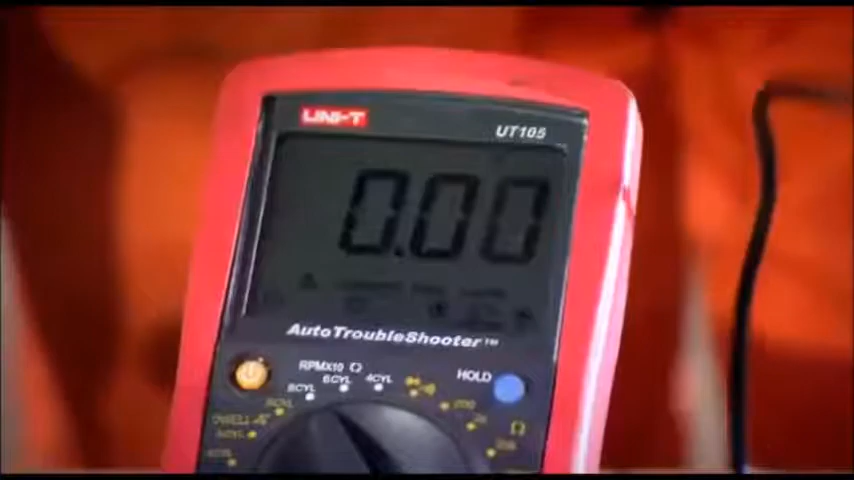 UNI-T
UT105
0.00
AutoTroubleShooter™
RPMX10
HOLD
8CYL 6CYL 4CYL
DWELL
Ω